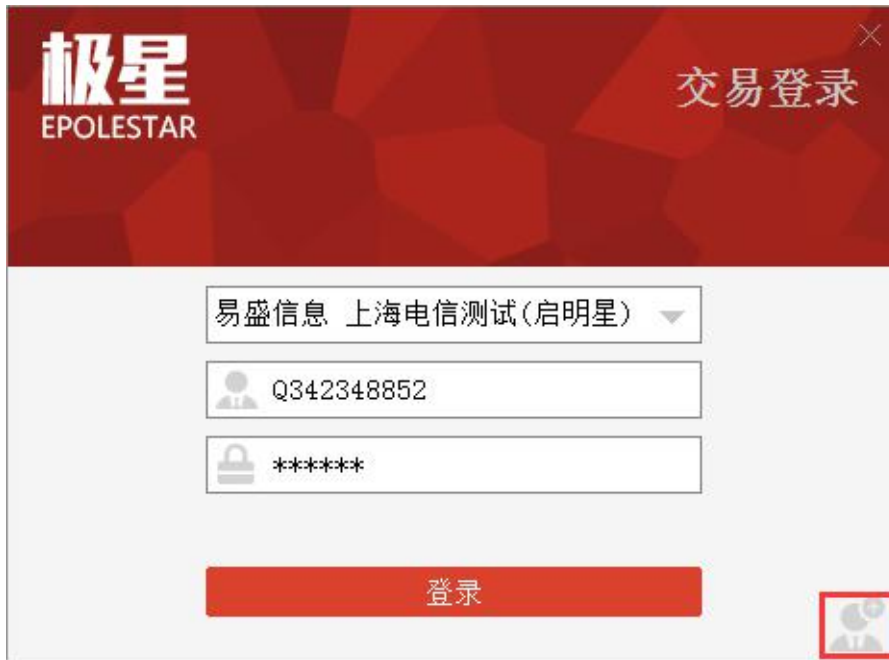 极星
EPOLESTAR
交易登录
易盛信息 上海电信测试(启明星)
Q342348852
******
登录